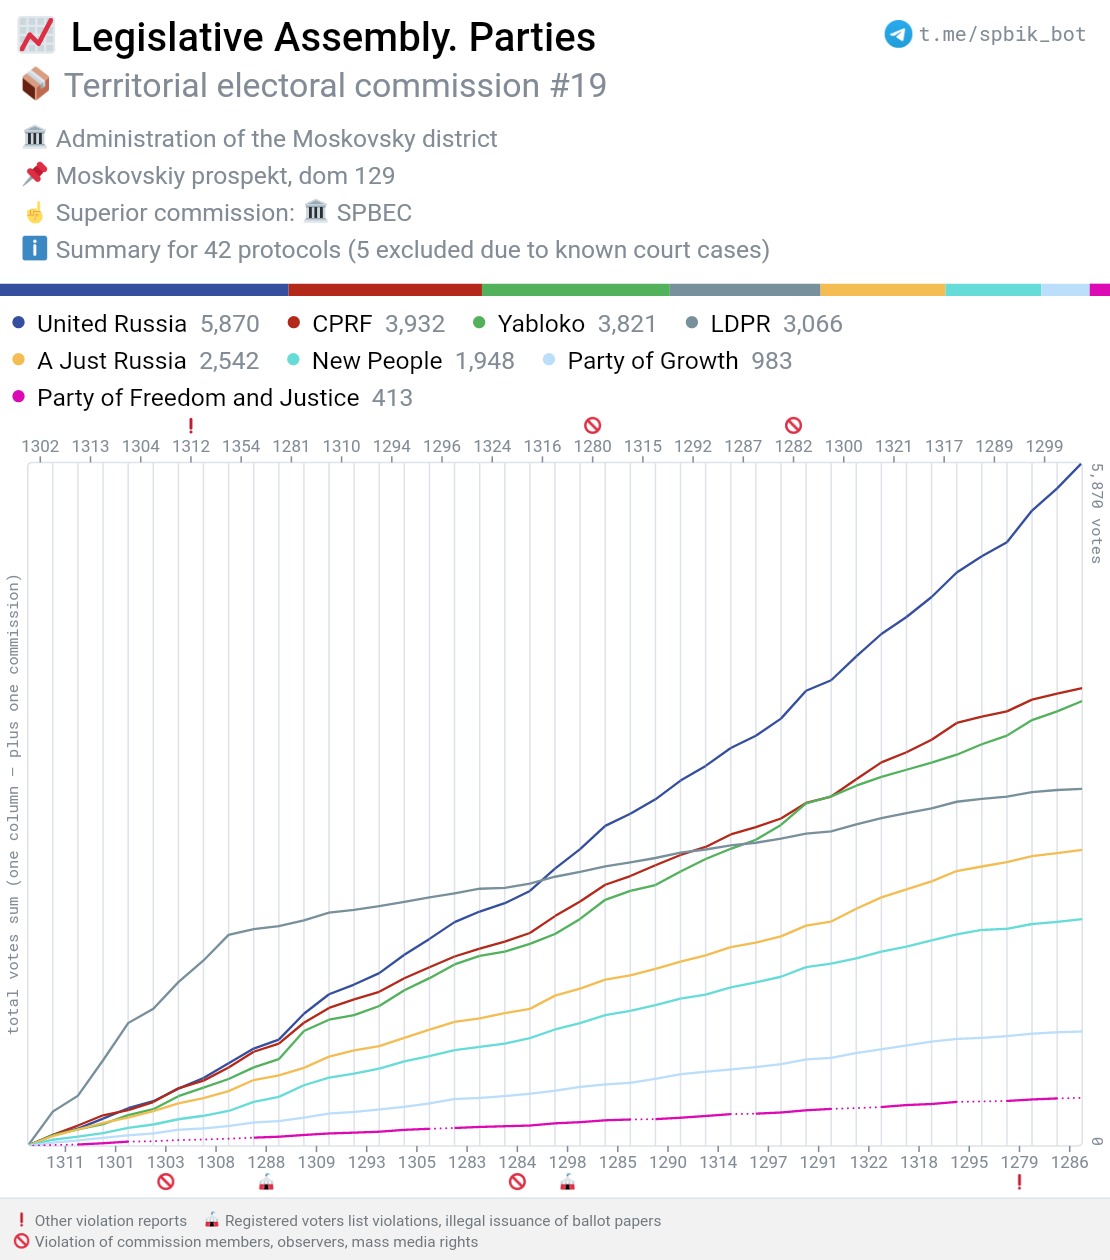 Legislative Assembly. Parties
t.me/spbik_bot
Territorial electoral commission #19
Administration of the Moskovsky district
Moskovskiy prospekt, dom 129
Superior commission: SPBEC
Summary for 42 protocols (5 excluded due to known court cases)
United Russia 5,870 CPRF 3,932 Yabloko 3,821 LDPR 3,066
A Just Russia 2,542 New People 1,948 Party of Growth 983
Party of Freedom and Justice 413
1302 1313 1304 1312 1354 1281 1310 1294 1296 1324 1316 1280 1315 1292 1287 1282 1300 1321 1317 1289 1299
5,870 votes
total votes sum (one column – plus one commission)
0
1311 1301 1303 1308 1288 1309 1293 1305 1283 1284 1298 1285 1290 1314 1297 1291 1322 1318 1295 1279 1286
Other violation reports Registered voters list violations, illegal issuance of ballot papers
Violation of commission members, observers, mass media rights